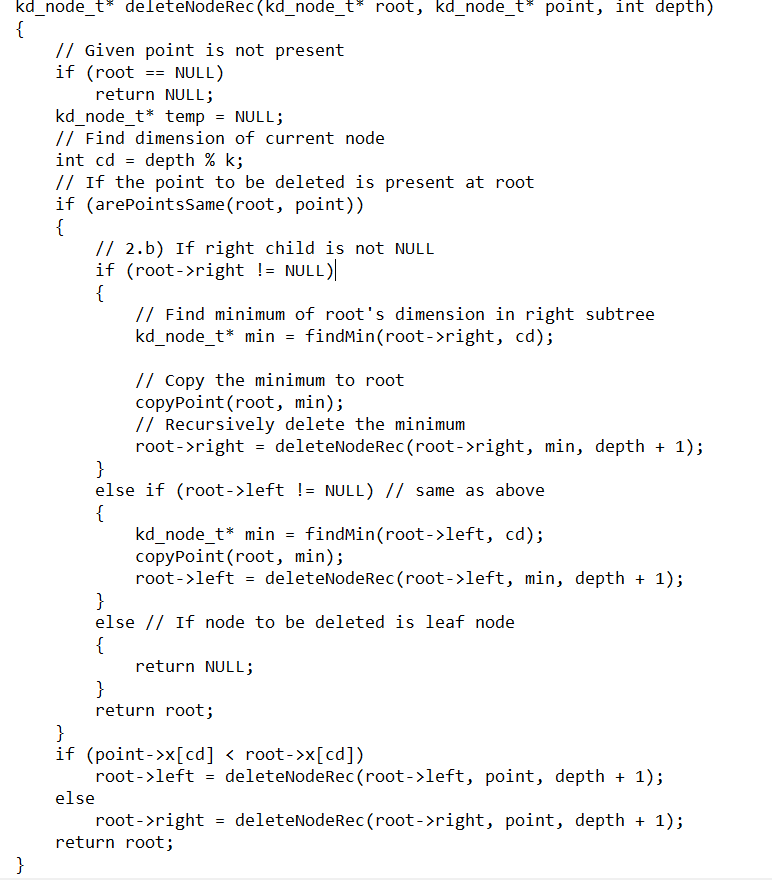 kd_node_t* deleteNodeRec(kd_node_t* root, kd_node_t* point, int depth)
{
    // Given point is not present
    if (root == NULL)
        return NULL;
    kd_node_t* temp = NULL;
    // Find dimension of current node
    int cd = depth % k;
    // If the point to be deleted is present at root
    if (arePointsSame(root, point))
    {
        // 2.b) If right child is not NULL
        if (root->right != NULL)
        {
            // Find minimum of root's dimension in right subtree
            kd_node_t* min = findMin(root->right, cd);

            // Copy the minimum to root
            copyPoint(root, min);
            // Recursively delete the minimum
            root->right = deleteNodeRec(root->right, min, depth + 1);
        }
        else if (root->left != NULL) // same as above
        {
            kd_node_t* min = findMin(root->left, cd);
            copyPoint(root, min);
            root->left = deleteNodeRec(root->left, min, depth + 1);
        }
        else // If node to be deleted is leaf node
        {
            return NULL;
        }
        return root;
    }
    if (point->x[cd] < root->x[cd])
        root->left = deleteNodeRec(root->left, point, depth + 1);
    else
        root->right = deleteNodeRec(root->right, point, depth + 1);
    return root;
}